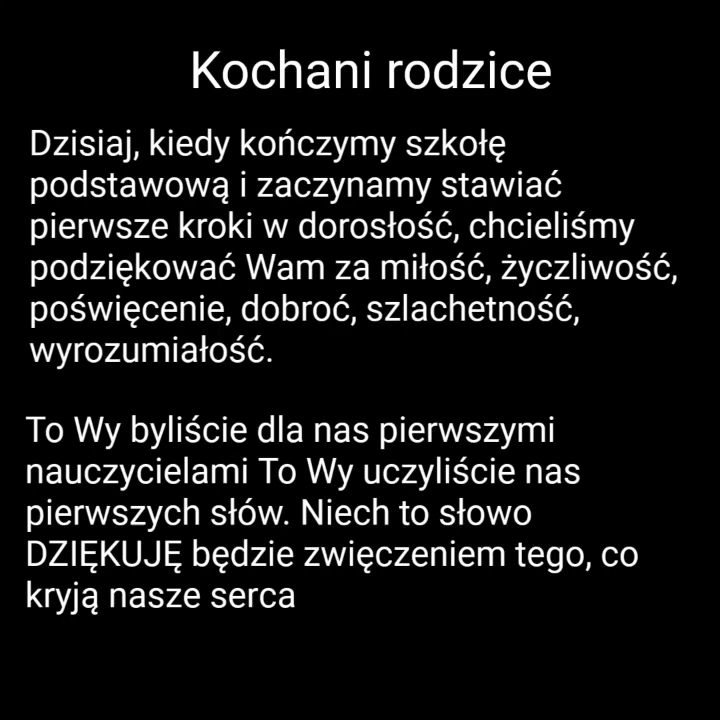 Kochani rodzice
Dzisiaj, kiedy kończymy szkołę
podstawową i zaczynamy stawiać
pierwsze kroki w dorosłość, chcieliśmy
podziękować Wam za miłość, życzliwość,
poświęcenie, dobroć, szlachetność,
wyrozumiałość.
To Wy byliście dla nas pierwszymi
nauczycielami To Wy uczyliście nas
pierwszych słów. Niech to słowo
DZIĘKUJĘ będzie zwięczeniem tego, co
kryją nasze serca